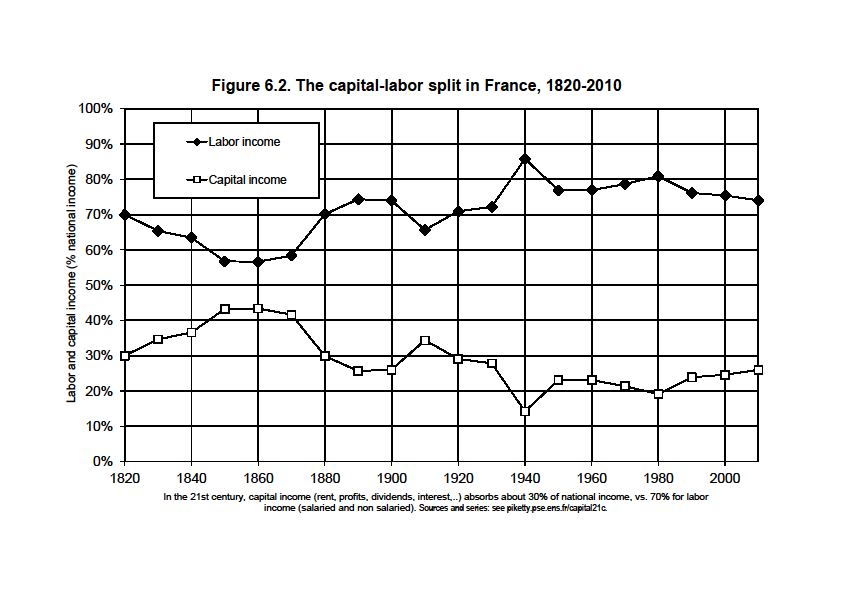 Figure 6.2. The capital-labor split in France, 1820-2010
Labor and capital income (% national income)
100%
90%
80%
70%
60%
50%
40%
30%
20%
10%
0%
Labor income
Capital income
1820 1840 1860 1880 1900 1920 1940 1960 1980 2000
In the 21st century, capital income (rent, profits, dividends, interest,..) absorbs about 30% of national income, vs. 70% for labor
income (salaried and non salaried). Sources and series: see piketty.pse.ens.fr/capital21c.